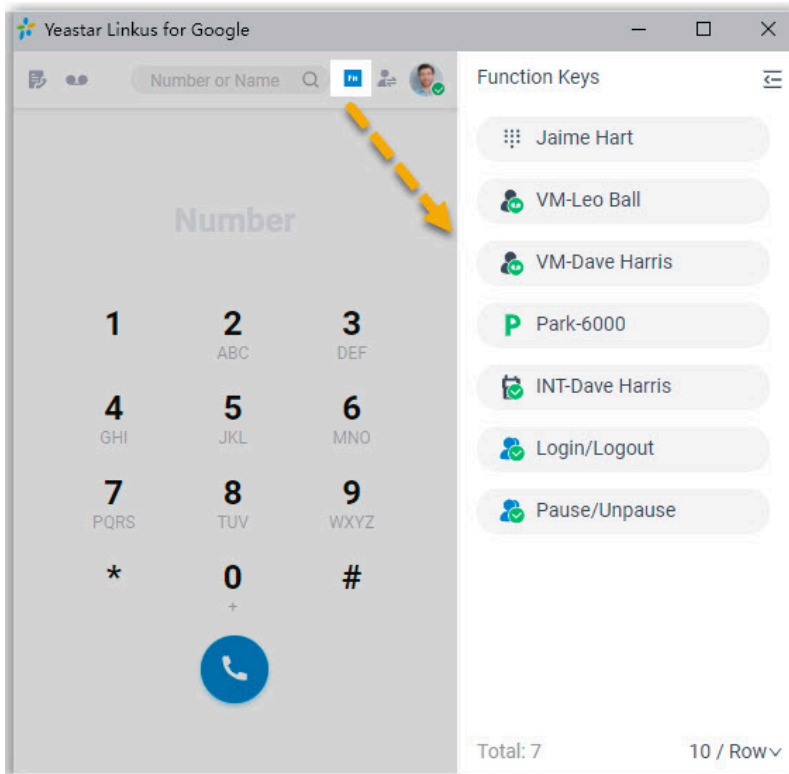 Yeastar Linkus for Google
Number or Name
Fn
Function Keys
Number
1
2
ABC
3
DEF
4
GHI
5
JKL
6
MNO
7
PQRS
8
TUV
9
WXYZ
*
0
+
#
Jaime Hart
VM-Leo Ball
VM-Dave Harris
P Park-6000
INT-Dave Harris
Login/Logout
Pause/Unpause
Total: 7
10 / Row